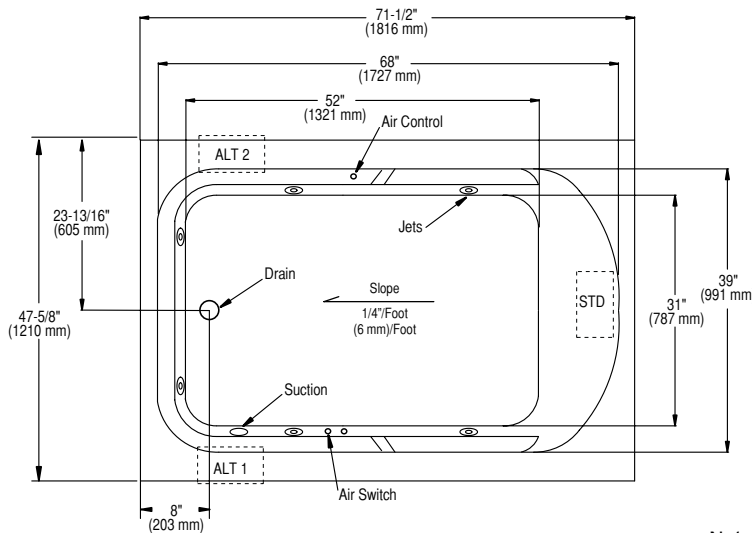 71-1/2"
(1816 mm)
68"
(1727 mm)
52"
(1321 mm)
Air Control
ALT 2
23-13/16"
(605 mm)
Jets
Drain
Slope
1/4"/Foot
(6 mm)/Foot
STD
39"
(991 mm
31"
(787 mm)
47-5/8"
(1210 mm)
Suction
ALT 1
Air Switch
8"
(203 mm)